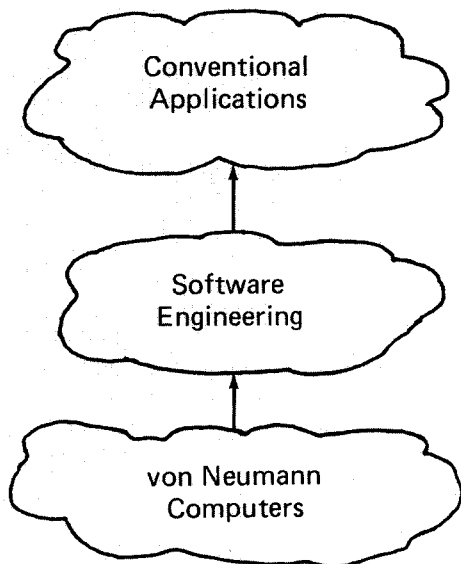 Conventional
Applications
Software
Engineering
von Neumann
Computers